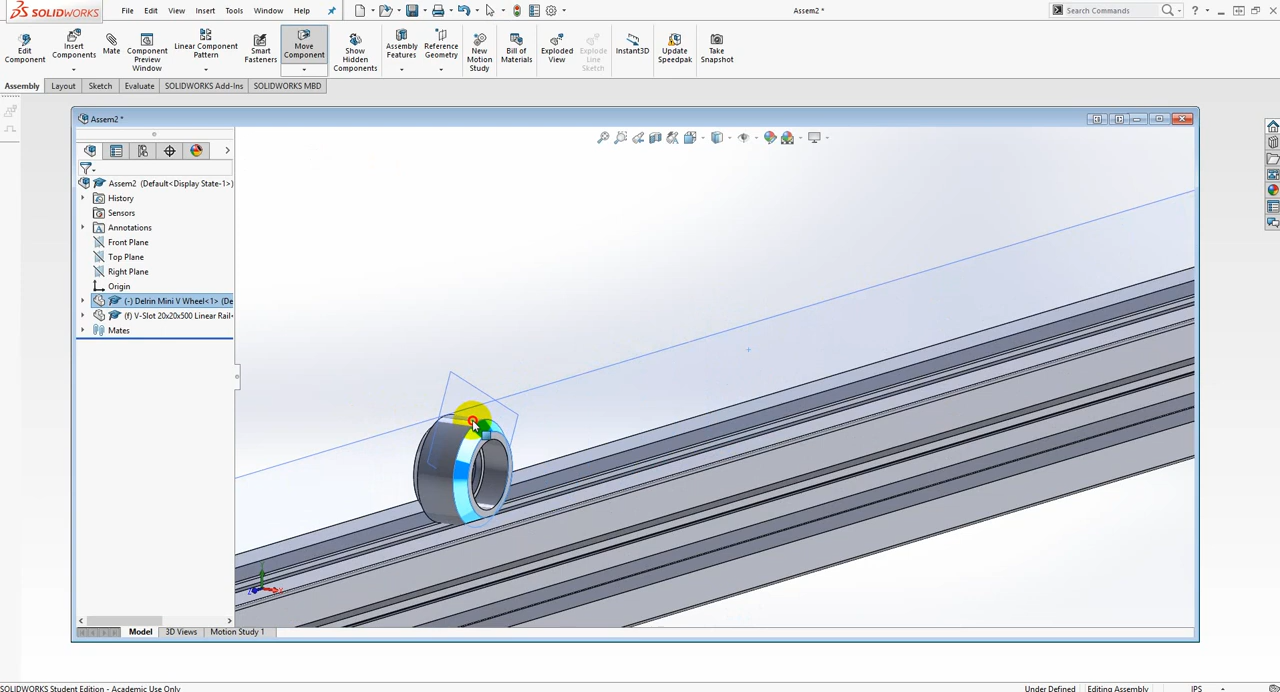 SOLIDWORKS
File Edit View Insert Tools Window Help
Assem2 *
Search Commands
Edit Component
Insert Components
Mate
Component Preview Window
Linear Component Pattern
Smart Fasteners
Move Component
Show Hidden Components
Assembly Features
Reference Geometry
New Motion Study
Bill of Materials
Exploded View
Explode Line Sketch
Instant3D
Update Speedpak
Take Snapshot
Assembly Layout Sketch Evaluate SOLIDWORKS Add-Ins SOLIDWORKS MBD
Assem2 *
Assem2 (Default<Display State-1>)
History
Sensors
Annotations
Front Plane
Top Plane
Right Plane
Origin
(-) Delrin Mini V Wheel<1> (De
(f) V-Slot 20x20x500 Linear Rail<
Mates
Model 3D Views Motion Study 1
SOLIDWORKS Student Edition - Academic Use Only
Under Defined Editing Assembly IPS